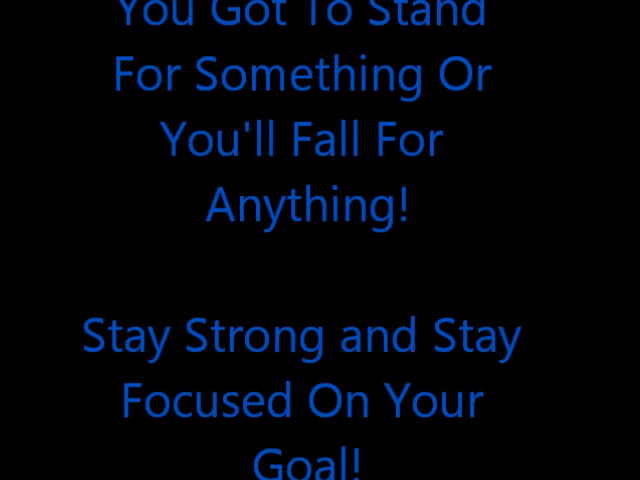 You Got To Stand
For Something Or
You'll Fall For
Anything!
Stay Strong and Stay
Focused On Your
Goal!